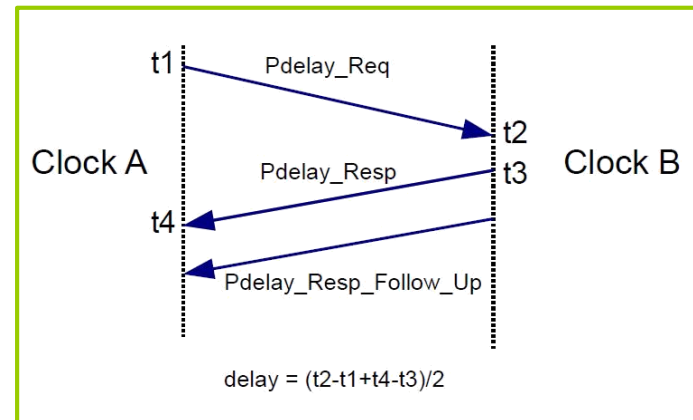 t1
Pdelay_Req
t2
Clock A
Pdelay_Resp
t3
Clock B
t4
Pdelay_Resp_Follow_Up
delay = (t2-t1+t4-t3)/2